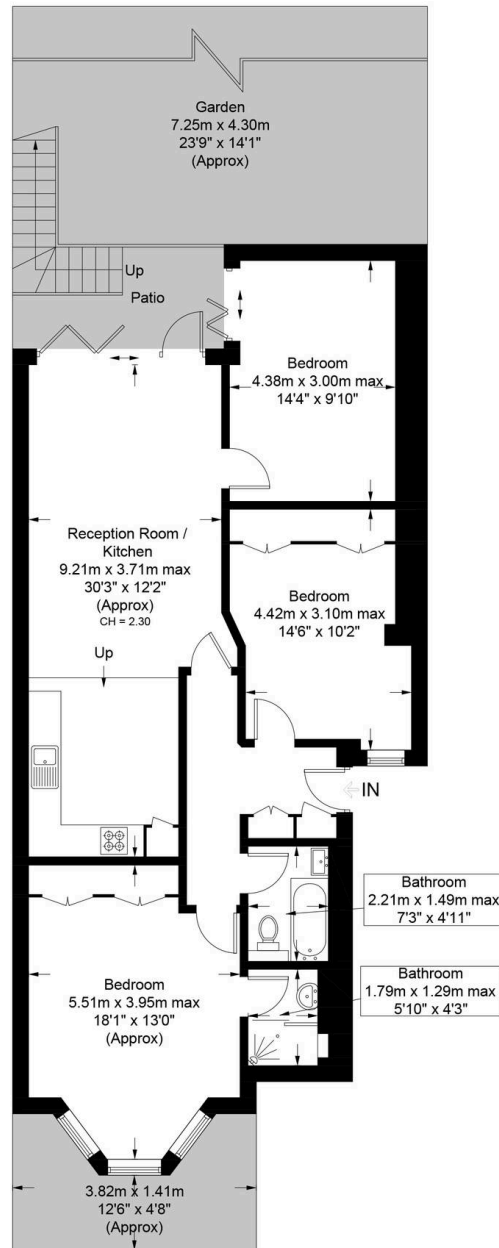 Garden
7.25m x 4.30m
23'9" x 14'1"
(Approx)
Up
Patio
Bedroom
4.38m x 3.00m max
14'4" x 9'10"
Reception Room /
Kitchen
9.21m x 3.71m max
30'3" x 12'2"
(Approx)
CH = 2.30
Bedroom
4.42m x 3.10m max
14'6" x 10'2"
Up
IN
Bathroom
2.21m x 1.49m max
7'3" x 4'11"
Bathroom
1.79m x 1.29m max
5'10" x 4'3"
Bedroom
5.51m x 3.95m max
18'1" x 13'0"
(Approx)
3.82m x 1.41m
12'6" x 4'8"
(Approx)